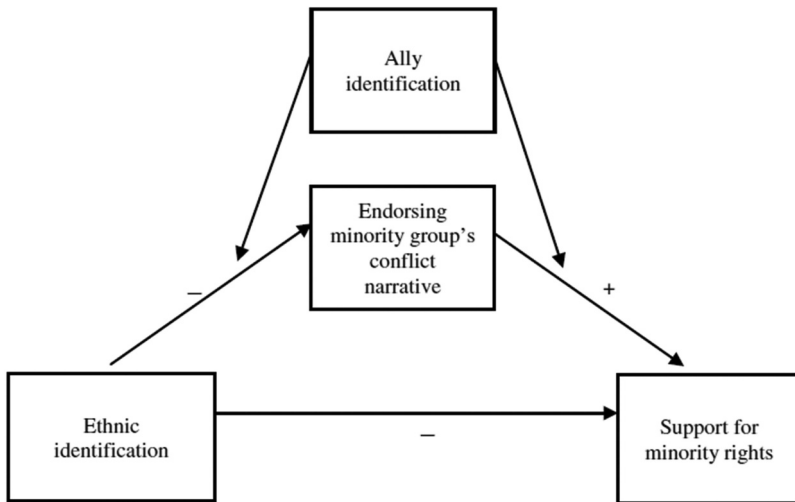 Ally
identification
Endorsing
minority group's
conflict
narrative
–
+
Ethnic
identification
–
Support for
minority rights